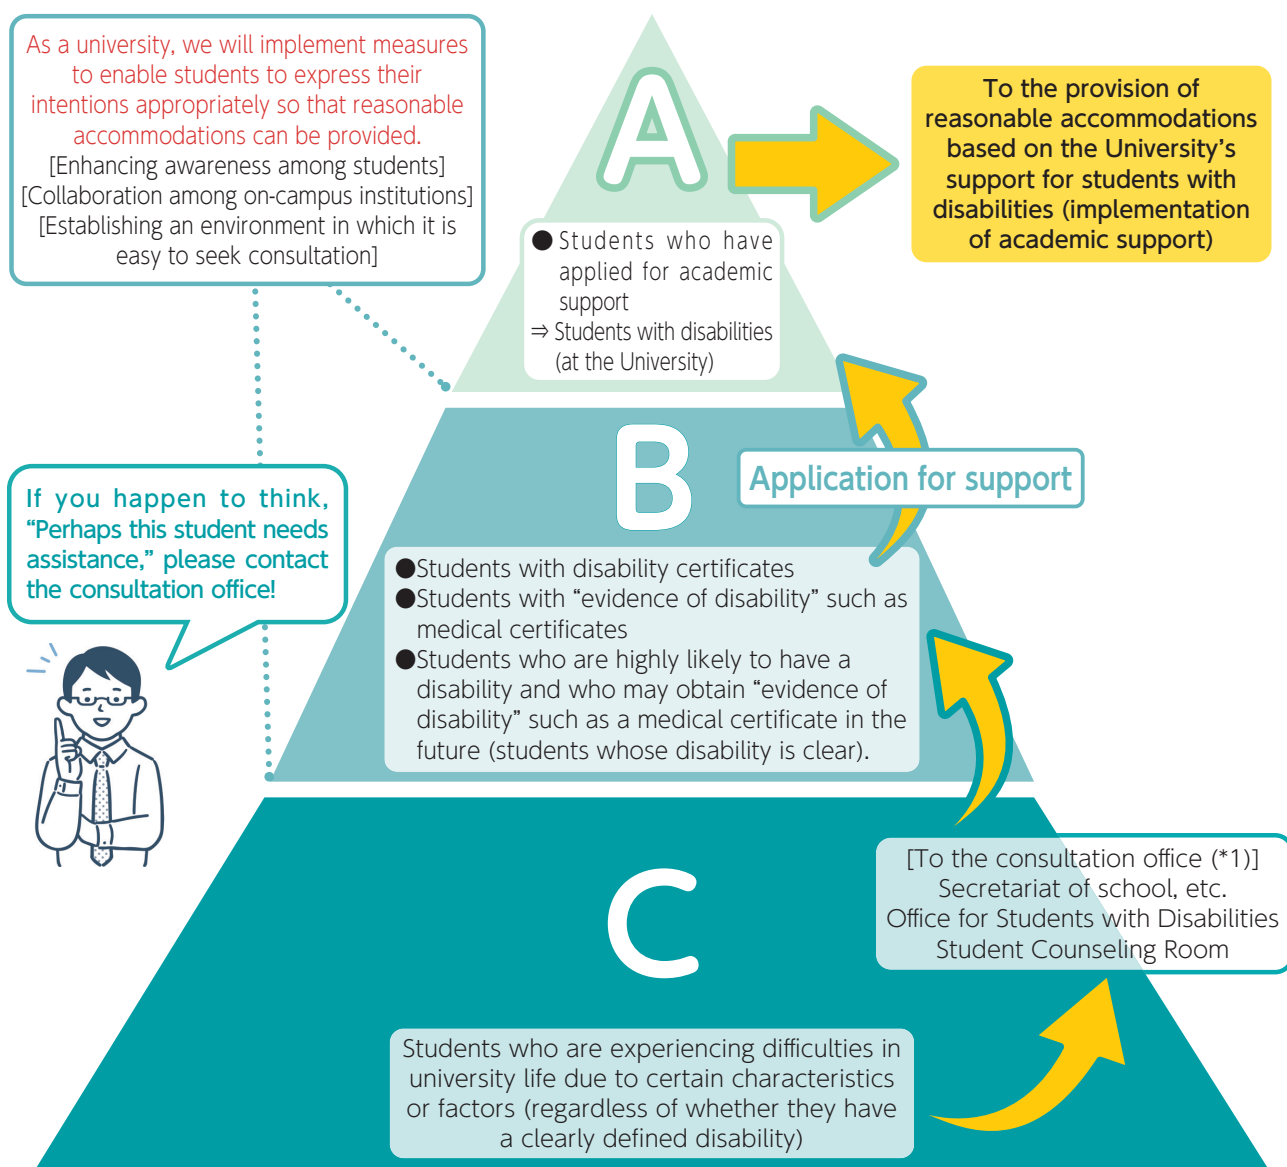 As a university, we will implement measures
to enable students to express their
intentions appropriately so that reasonable
accommodations can be provided.
[Enhancing awareness among students]
[Collaboration among on-campus institutions]
[Establishing an environment in which it is
easy to seek consultation]
A
To the provision of
reasonable accommodations
based on the University’s
support for students with
disabilities (implementation
of academic support)
● Students who have
applied for academic
support
⇒ Students with disabilities
(at the University)
B
Application for support
If you happen to think,
“Perhaps this student needs
assistance,” please contact
the consultation office!
●Students with disability certificates
●Students with “evidence of disability” such as
medical certificates
●Students who are highly likely to have a
disability and who may obtain “evidence of
disability” such as a medical certificate in the
future (students whose disability is clear).
C
[To the consultation office (*1)]
Secretariat of school, etc.
Office for Students with Disabilities
Student Counseling Room
Students who are experiencing difficulties in
university life due to certain characteristics
or factors (regardless of whether they have
a clearly defined disability)